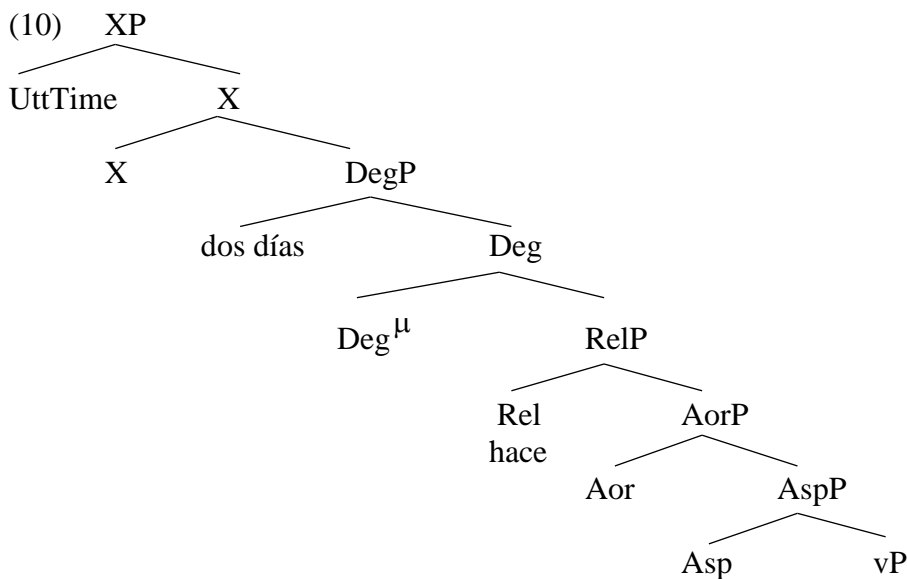 (10) XP
UttTime X
X DegP
dos días Deg
Deg^μ RelP
Rel AorP
hace
Aor AspP
Asp vP